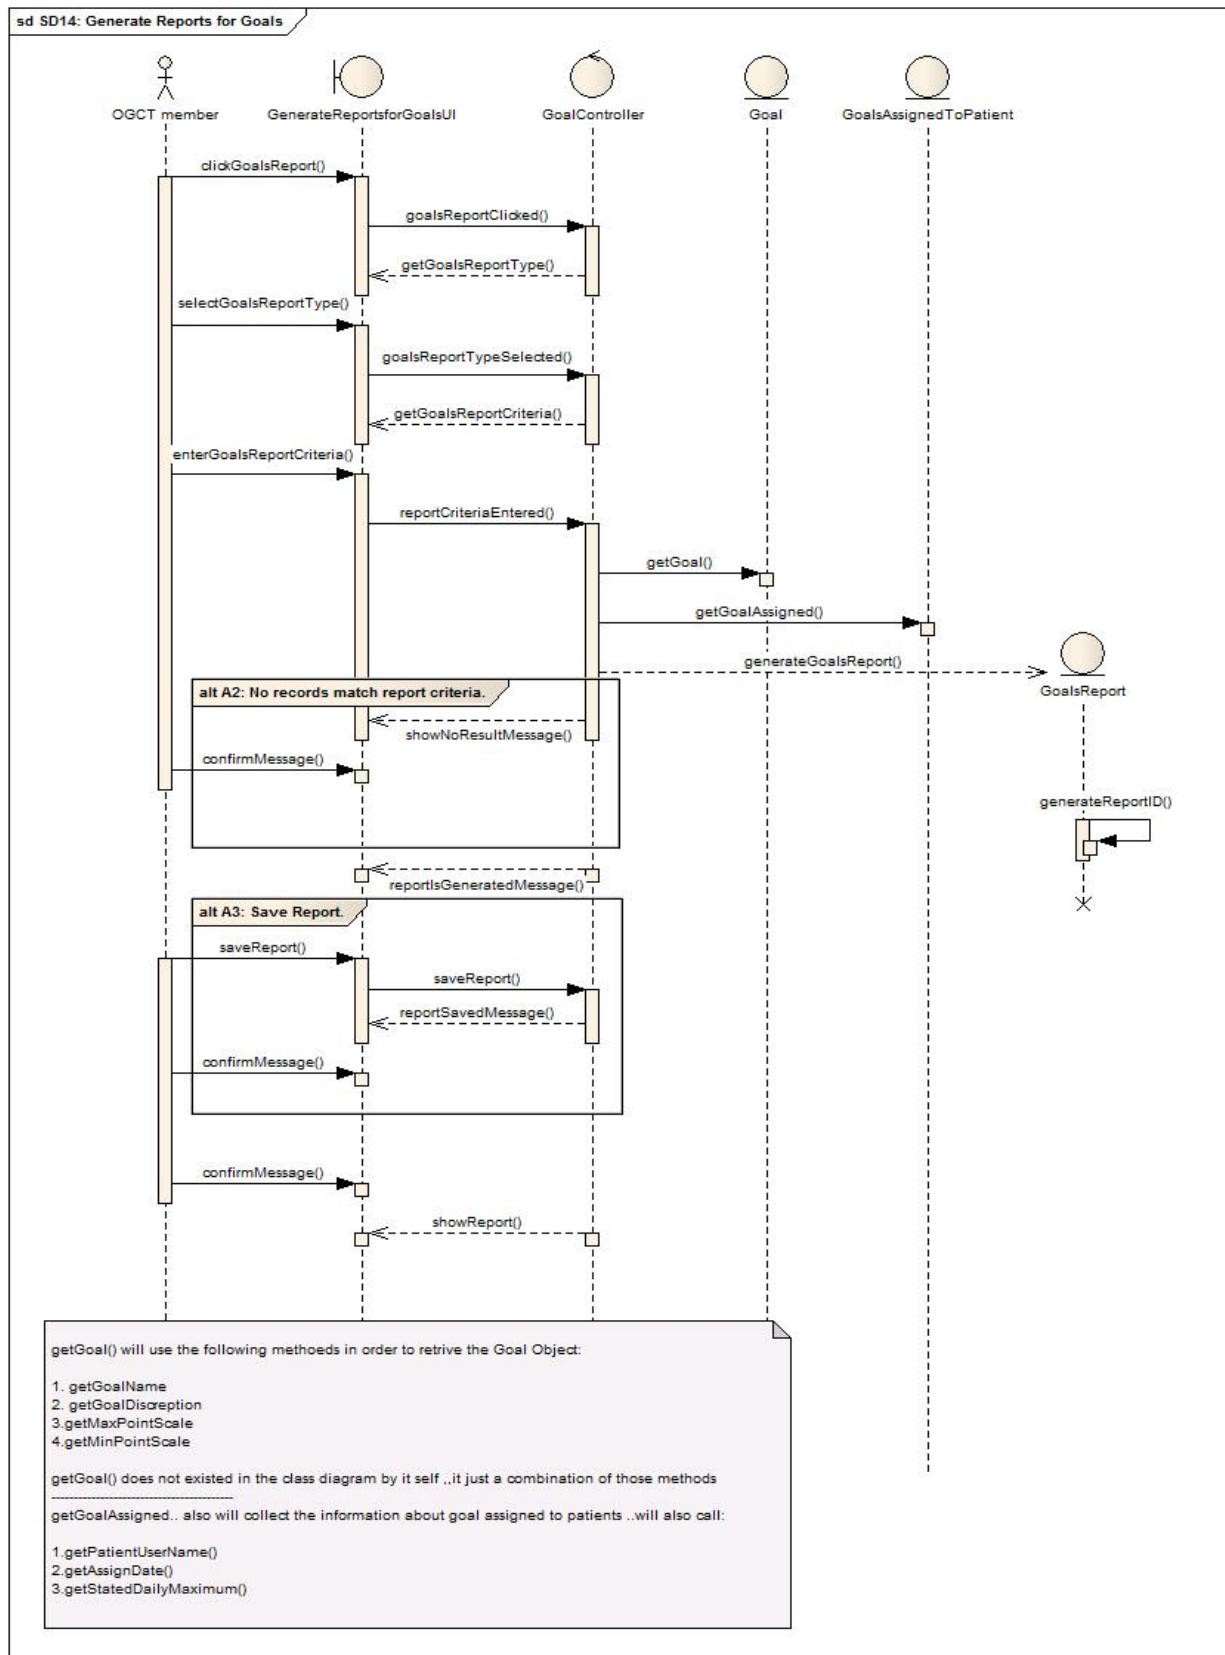 sd SD14: Generate Reports for Goals
OGCT member
GenerateReportsforGoalsUI
GoalController
Goal
GoalsAssignedToPatient
clickGoalsReport()
goalsReportClicked()
getGoalsReportType()
selectGoalsReportType()
goalsReportTypeSelected()
getGoalsReportCriteria()
enterGoalsReportCriteria()
reportCriteriaEntered()
getGoal()
getGoalAssigned()
generateGoalsReport()
GoalsReport
alt A2: No records match report criteria.
showNoResultMessage()
confirmMessage()
generateReportID()
reportIsGeneratedMessage()
alt A3: Save Report.
saveReport()
saveReport()
reportSavedMessage()
confirmMessage()
confirmMessage()
showReport()
getGoal() will use the following methoeds in order to retrive the Goal Object:
1. getGoalName
2. getGoalDiscreption
3.getMaxPointScale
4.getMinPointScale
getGoal() does not existed in the class diagram by it self ,,it just a combination of those methods
----------------------------------------
getGoalAssigned.. also will collect the information about goal assigned to patients ..will also call:
1.getPatientUserName()
2.getAssignDate()
3.getStatedDailyMaximum()